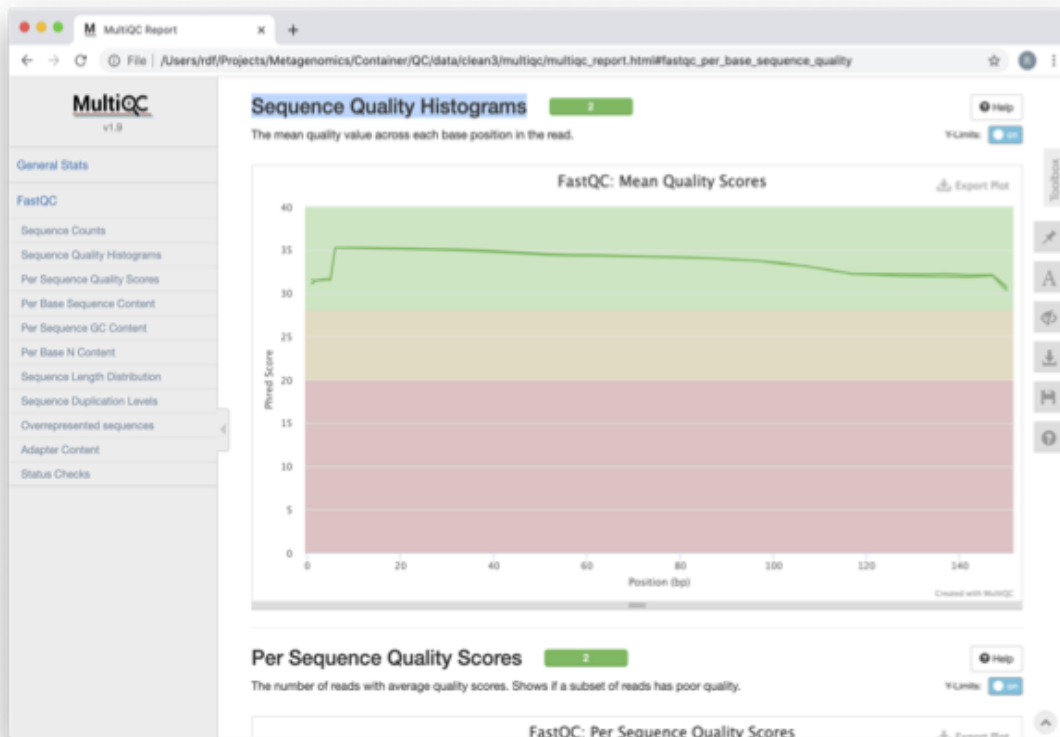 MultiQC Report
File /Users/rdf/Projects/Metagenomics/Container/QC/data/clean3/multiqc/multiqc_report.html#fastqc_per_base_sequence_quality
MultiQC
v1.9
General Stats
FastQC
Sequence Counts
Sequence Quality Histograms
Per Sequence Quality Scores
Per Base Sequence Content
Per Sequence GC Content
Per Base N Content
Sequence Length Distribution
Sequence Duplication Levels
Overrepresented sequences
Adapter Content
Status Checks
Sequence Quality Histograms 2 Help
The mean quality value across each base position in the read. Y-Limits: on
Toolbox
FastQC: Mean Quality Scores Export Plot
Phred Score
40
35
30
25
20
15
10
5
0
0 20 40 60 80 100 120 140
Position (bp)
Created with MultiQC
Per Sequence Quality Scores 2 Help
The number of reads with average quality scores. Shows if a subset of reads has poor quality. Y-Limits: on
FastQC: Per Sequence Quality Scores Export Plot